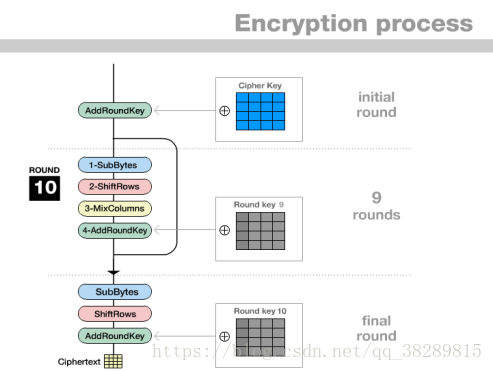 Encryption process
Cipher Key
AddRoundKey
initial
round
ROUND
10
1-SubBytes
2-ShiftRows
3-MixColumns
4-AddRoundKey
Round key 9
9
rounds
SubBytes
ShiftRows
AddRoundKey
Round key 10
final
round
Ciphertext
https://blog.csdn.net/qq_38289815